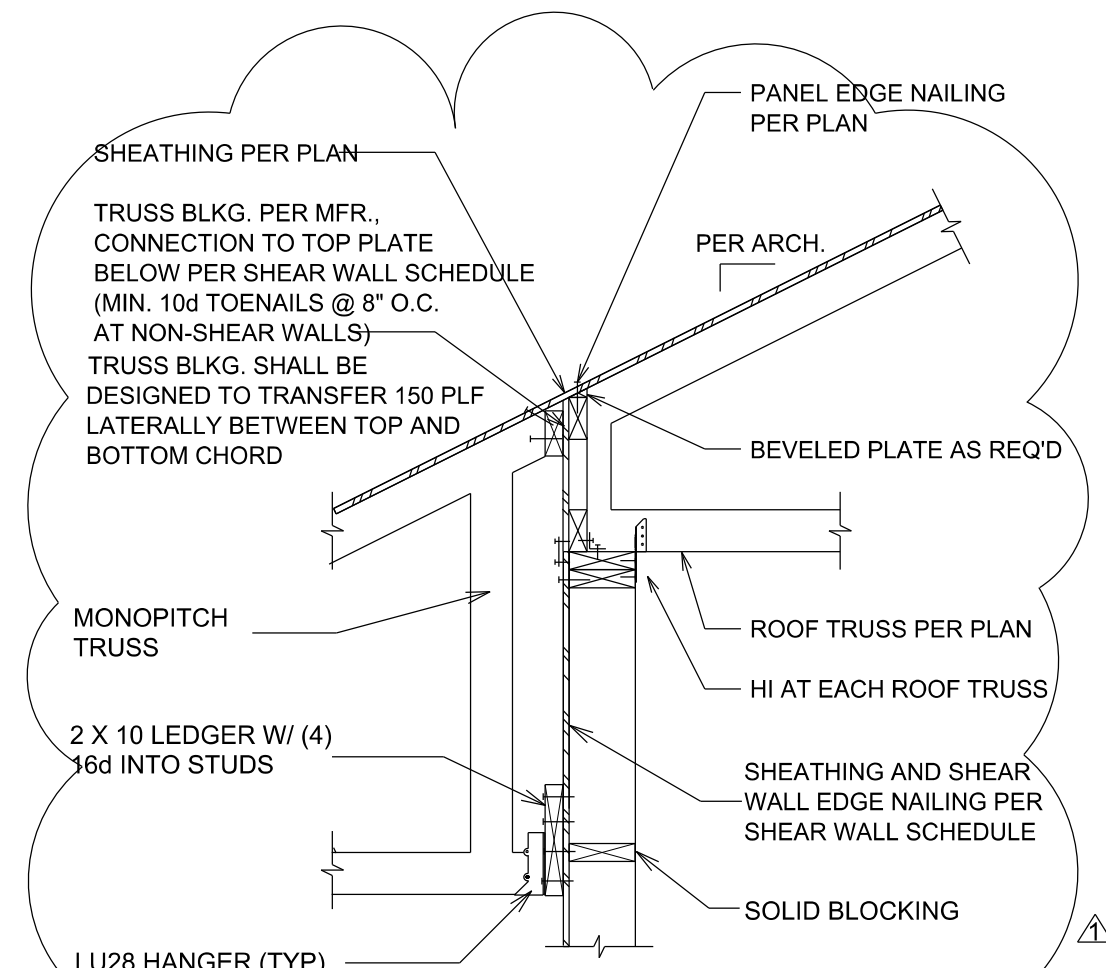 PANEL EDGE NAILING
PER PLAN
SHEATHING PER PLAN
TRUSS BLKG. PER MFR.,
CONNECTION TO TOP PLATE
BELOW PER SHEAR WALL SCHEDULE
(MIN. 10d TOENAILS @ 8" O.C.
AT NON-SHEAR WALLS)
TRUSS BLKG. SHALL BE
DESIGNED TO TRANSFER 150 PLF
LATERALLY BETWEEN TOP AND
BOTTOM CHORD
PER ARCH.
BEVELED PLATE AS REQ'D
MONOPITCH
TRUSS
ROOF TRUSS PER PLAN
HI AT EACH ROOF TRUSS
2 X 10 LEDGER W/ (4)
16d INTO STUDS
SHEATHING AND SHEAR
WALL EDGE NAILING PER
SHEAR WALL SCHEDULE
SOLID BLOCKING
1
LU28 HANGER (TYP)